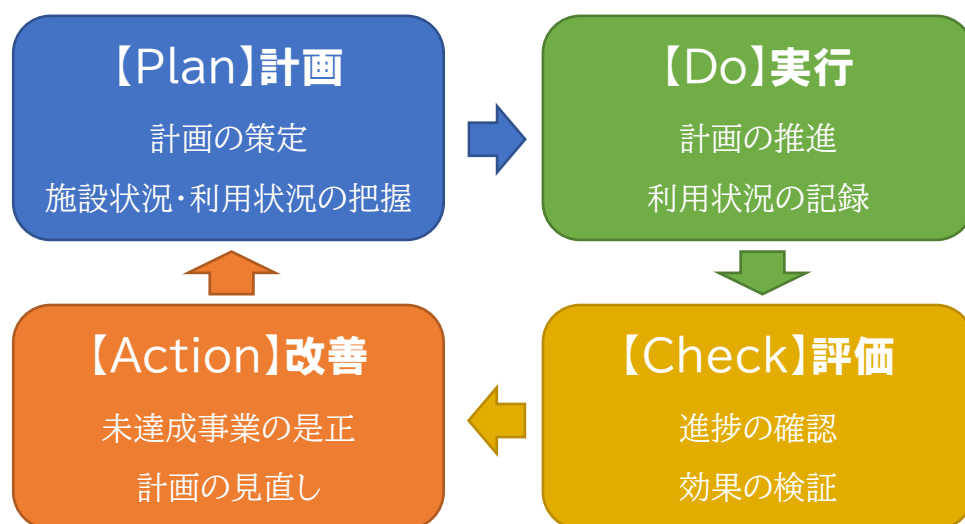 【Plan】計画
計画の策定
施設状況・利用状況の把握
【Do】実行
計画の推進
利用状況の記録
【Action】改善
未達成事業の是正
計画の見直し
【Check】評価
進捗の確認
効果の検証